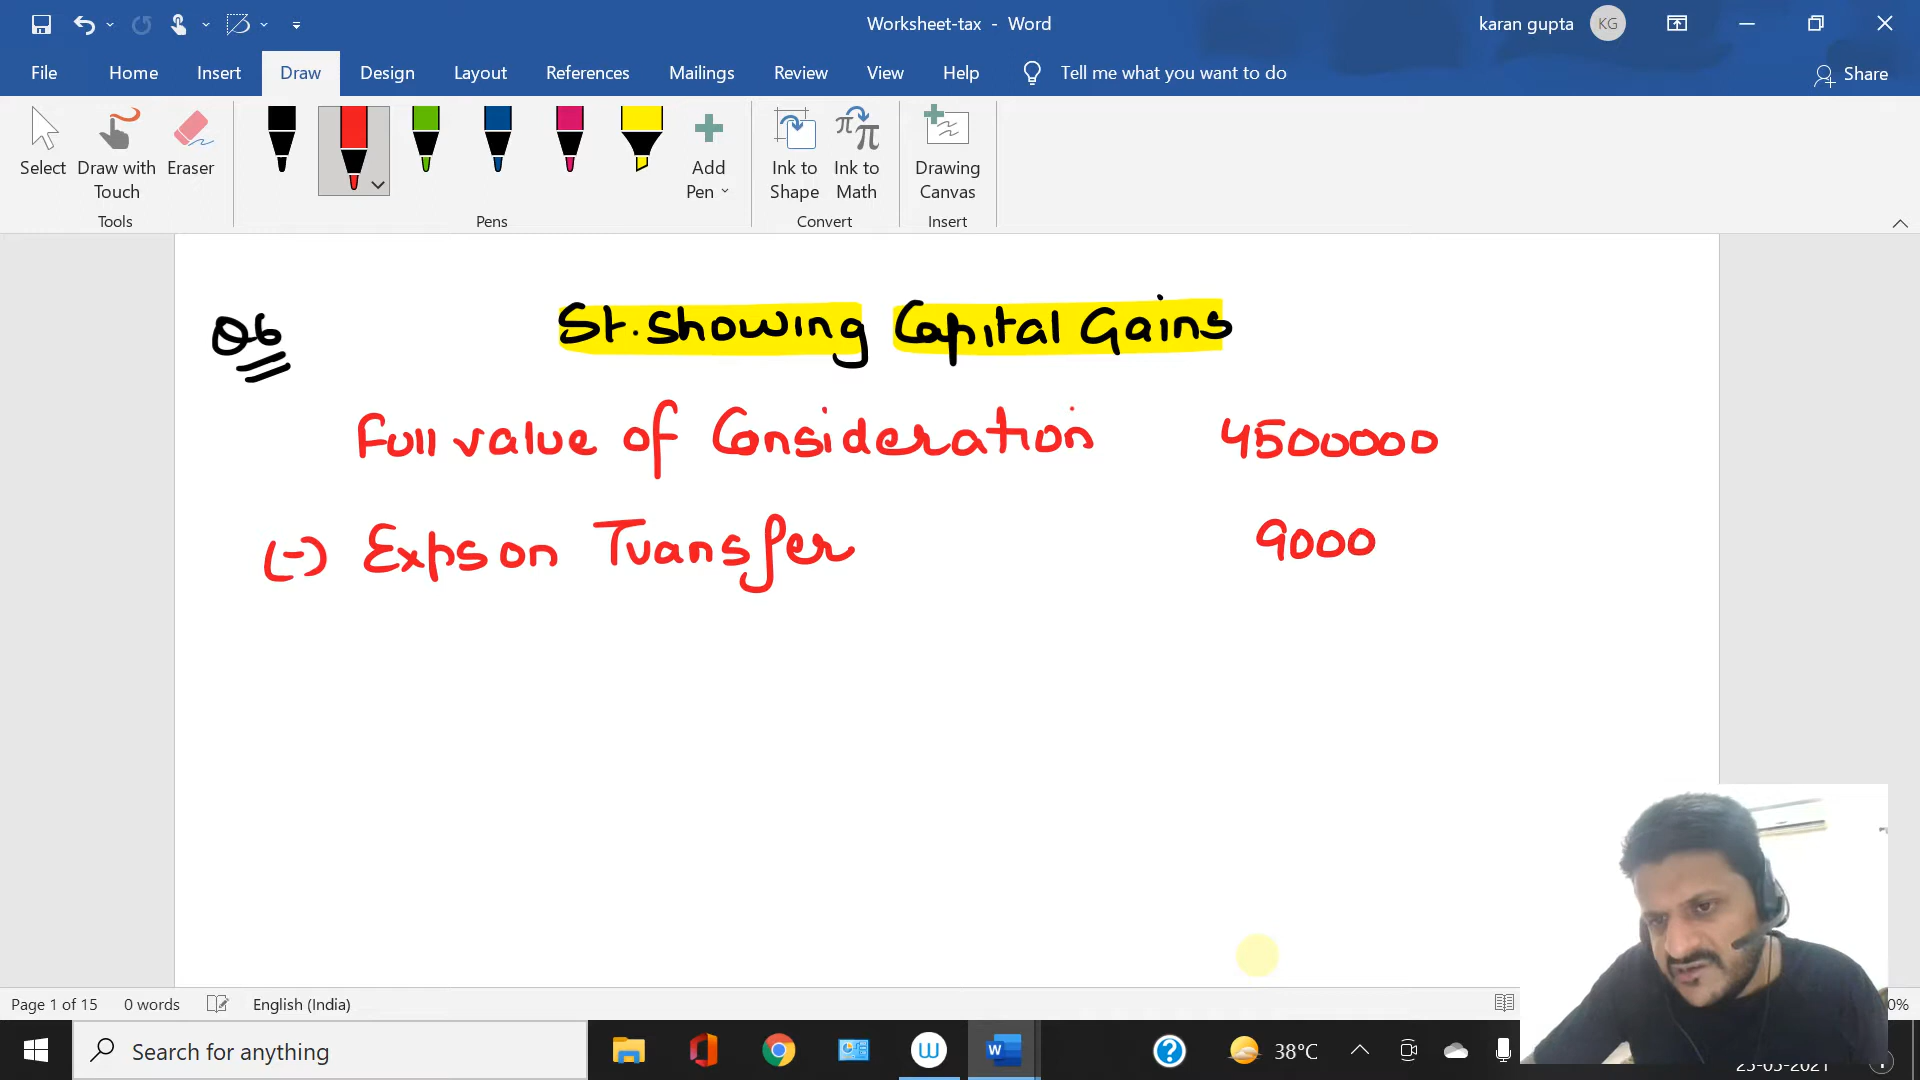 Worksheet-tax - Word
karan gupta KG
File Home Insert Draw Design Layout References Mailings Review View Help Tell me what you want to do Share
Select Draw with Touch Eraser Add Pen Ink to Shape Ink to Math Drawing Canvas
Tools Pens Convert Insert
Q6 St. Showing Capital Gains
Full value of Consideration 4500000
(-) Exps on Transfer 9000
Page 1 of 15 0 words English (India) 0%
Search for anything 38°C